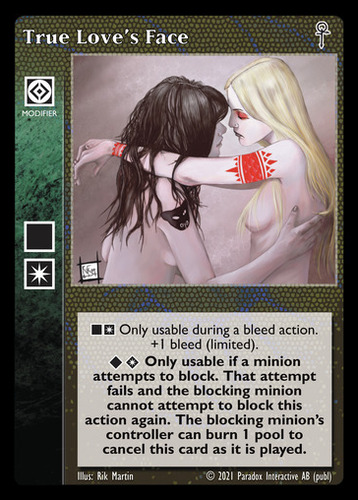 True Love's Face
MODIFIER
Only usable during a bleed action.
+1 bleed (limited).
Only usable if a minion
attempts to block. That attempt
fails and the blocking minion
cannot attempt to block this
action again. The blocking minion's
controller can burn 1 pool to
cancel this card as it is played.
Illus: Rik Martin © 2021 Paradox Interactive AB (publ)